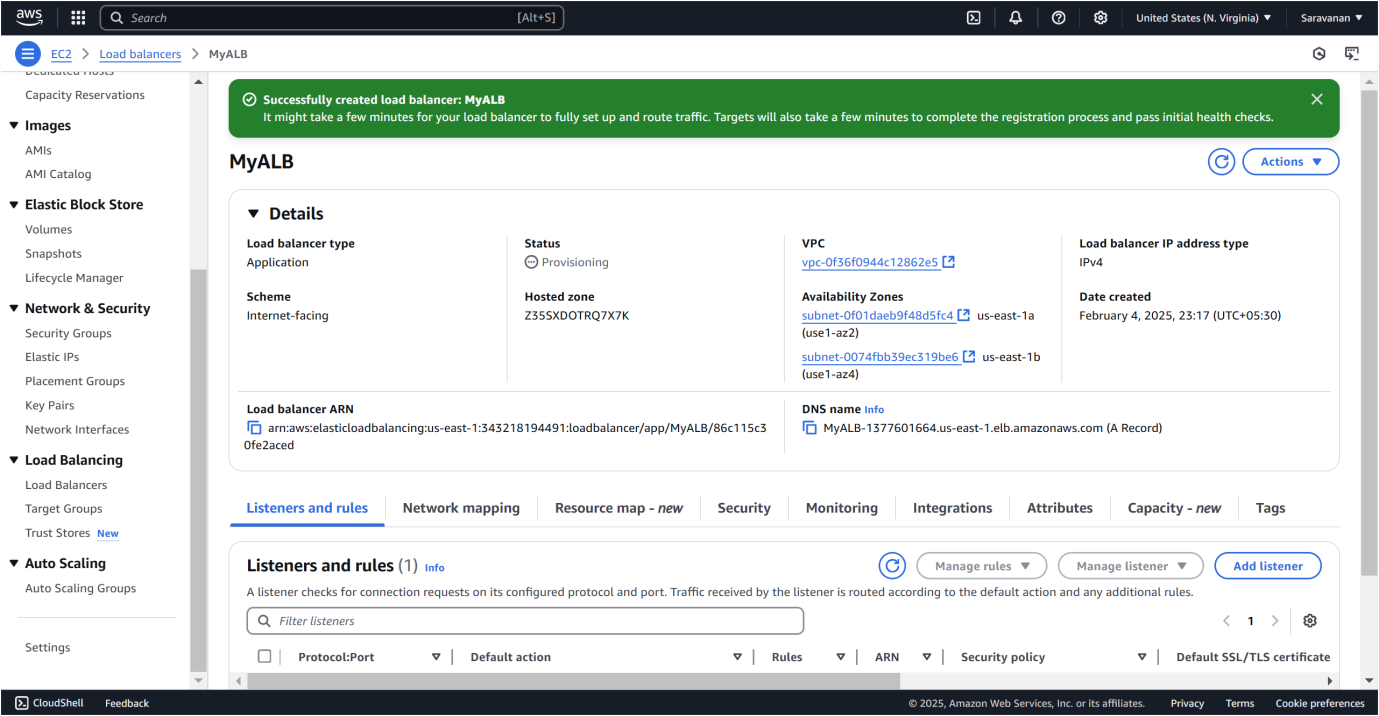 aws
Search [Alt+S]
United States (N. Virginia) Saravanan
EC2 > Load balancers > MyALB
Dedicated Hosts
Capacity Reservations
Images
AMIs
AMI Catalog
Elastic Block Store
Volumes
Snapshots
Lifecycle Manager
Network & Security
Security Groups
Elastic IPs
Placement Groups
Key Pairs
Network Interfaces
Load Balancing
Load Balancers
Target Groups
Trust Stores New
Auto Scaling
Auto Scaling Groups
Settings
Successfully created load balancer: MyALB
It might take a few minutes for your load balancer to fully set up and route traffic. Targets will also take a few minutes to complete the registration process and pass initial health checks.
MyALB
Actions
Details
Load balancer type
Application
Scheme
Internet-facing
Status
Provisioning
Hosted zone
Z35SXDOTRQ7X7K
VPC
vpc-0f36f0944c12862e5
Availability Zones
subnet-0f01daeb9f48d5fc4 us-east-1a
(use1-az2)
subnet-0074fbb39ec319be6 us-east-1b
(use1-az4)
Load balancer IP address type
IPv4
Date created
February 4, 2025, 23:17 (UTC+05:30)
Load balancer ARN
arn:aws:elasticloadbalancing:us-east-1:343218194491:loadbalancer/app/MyALB/86c115c3
0fe2aced
DNS name Info
MyALB-1377601664.us-east-1.elb.amazonaws.com (A Record)
Listeners and rules Network mapping Resource map - new Security Monitoring Integrations Attributes Capacity - new Tags
Listeners and rules (1) Info
Manage rules Manage listener Add listener
A listener checks for connection requests on its configured protocol and port. Traffic received by the listener is routed according to the default action and any additional rules.
Filter listeners
1
Protocol:Port Default action Rules ARN Security policy Default SSL/TLS certificate
CloudShell Feedback
© 2025, Amazon Web Services, Inc. or its affiliates. Privacy Terms Cookie preferences